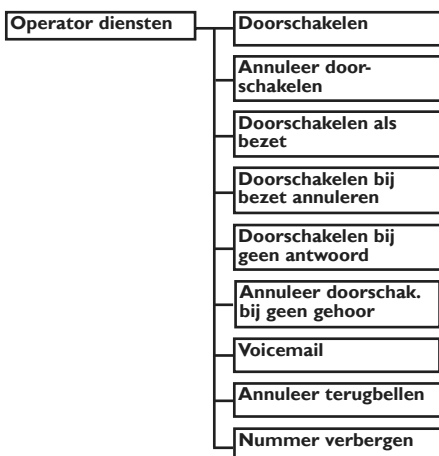 Operator diensten
Doorschakelen
Annuleer door-
schakelen
Doorschakelen als
bezet
Doorschakelen bij
bezet annuleren
Doorschakelen bij
geen antwoord
Annuleer doorschak.
bij geen gehoor
Voicemail
Annuleer terugbellen
Nummer verbergen